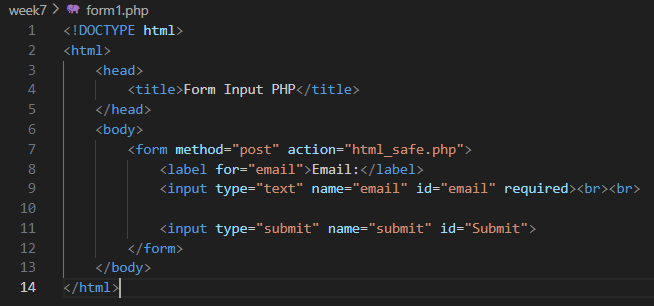 week7 > form1.php
1 <!DOCTYPE html>
2 <html>
3     <head>
4         <title>Form Input PHP</title>
5     </head>
6     <body>
7         <form method="post" action="html_safe.php">
8             <label for="email">Email:</label>
9             <input type="text" name="email" id="email" required><br><br>
10
11             <input type="submit" name="submit" id="Submit">
12         </form>
13     </body>
14 </html>